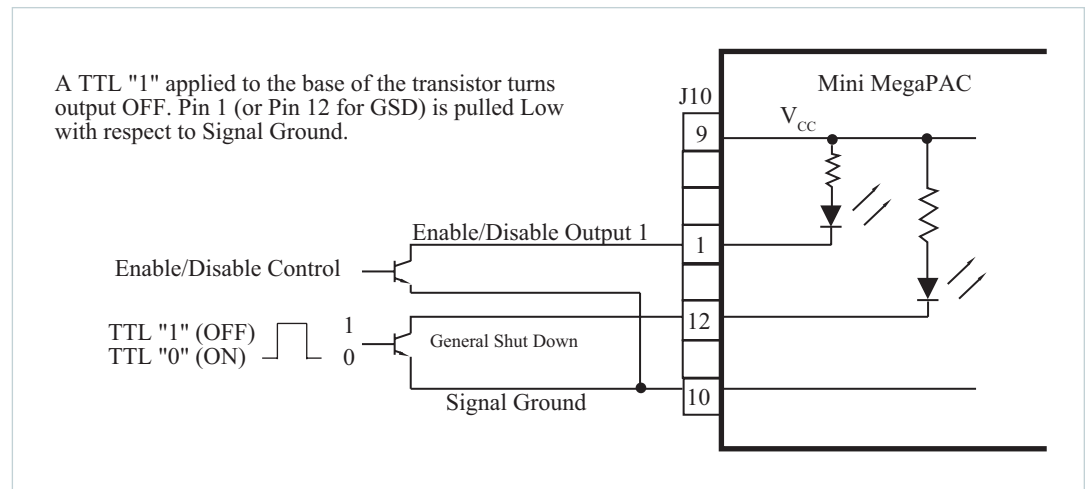 A TTL "1" applied to the base of the transistor turns
output OFF. Pin 1 (or Pin 12 for GSD) is pulled Low
with respect to Signal Ground.
Mini MegaPAC
J10
9
VCC
Enable/Disable Output 1
1
Enable/Disable Control
TTL "1" (OFF)
TTL "0" (ON)
1
0
General Shut Down
12
Signal Ground
10